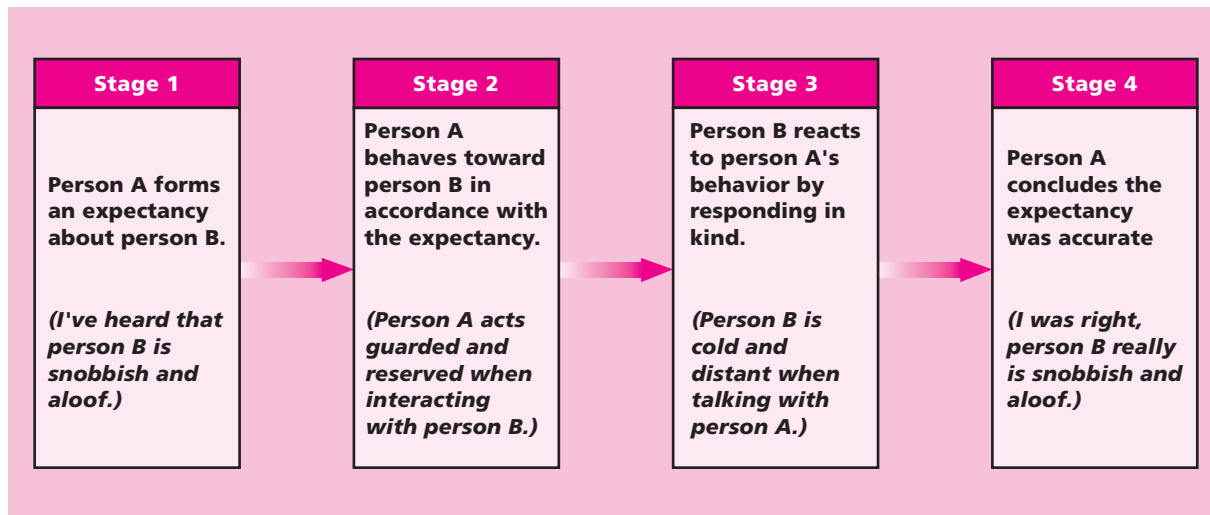 Stage 1
Person A forms
an expectancy
about person B.
(I've heard that
person B is
snobbish and
aloof.)
Stage 2
Person A
behaves toward
person B in
accordance with
the expectancy.
(Person A acts
guarded and
reserved when
interacting
with person B.)
Stage 3
Person B reacts
to person A's
behavior by
responding in
kind.
(Person B is
cold and
distant when
talking with
person A.)
Stage 4
Person A
concludes the
expectancy
was accurate
(I was right,
person B really
is snobbish and
aloof.)